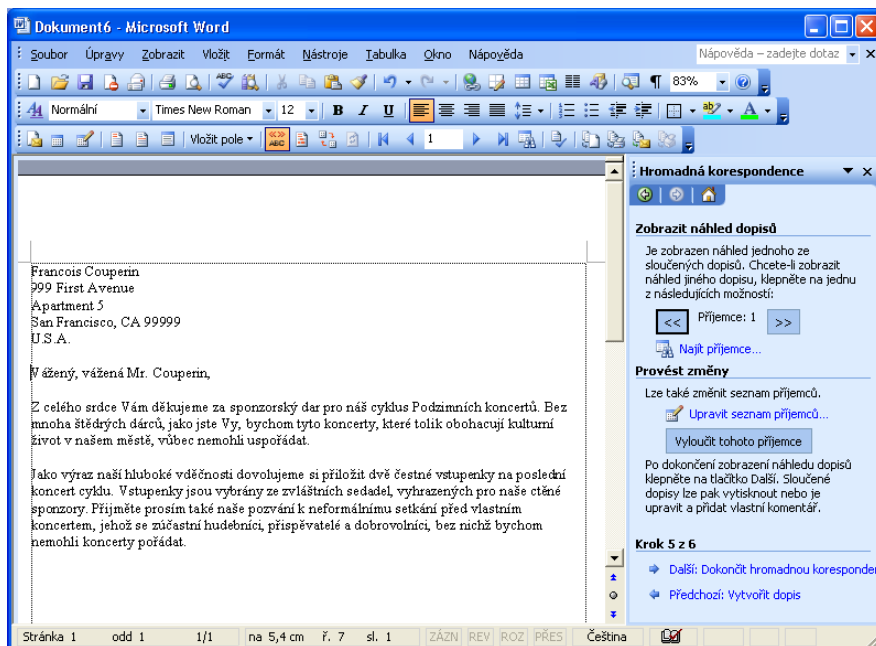 Dokument6 - Microsoft Word
Soubor Úpravy Zobrazit Vložit Formát Nástroje Tabulka Okno Nápověda Nápověda – zadejte dotaz
83%
Normální Times New Roman 12 B I U
Vložit pole 1
Hromadná korespondence
Zobrazit náhled dopisů
Je zobrazen náhled jednoho ze
sloučených dopisů. Chcete-li zobrazit
náhled jiného dopisu, klepněte na jednu
z následujících možností:
<< Příjemce: 1 >>
Najít příjemce...
Provést změny
Lze také změnit seznam příjemců.
Upravit seznam příjemců...
Vyloučit tohoto příjemce
Po dokončení zobrazení náhledu dopisů
klepněte na tlačítko Další. Sloučené
dopisy lze pak vytisknout nebo je
upravit a přidat vlastní komentář.
Krok 5 z 6
Další: Dokončit hromadnou koresponden
Předchozí: Vytvořit dopis
Francois Couperin
999 First Avenue
Apartment 5
San Francisco, CA 99999
U.S.A.
Vážený, vážená Mr. Couperin,
Z celého srdce Vám děkujeme za sponzorský dar pro náš cyklus Podzimních koncertů. Bez
mnoha štědrých dárců, jako jste Vy, bychom tyto koncerty, které tolik obohacují kulturní
život v našem městě, vůbec nemohli uspořádat.
Jako výraz naší hluboké vděčnosti dovolujeme si přiložit dvě čestné vstupenky na poslední
koncert cyklu. Vstupenky jsou vybrány ze zvláštních sedadel, vyhrazených pro naše ctěné
sponzory. Přijměte prosím také naše pozvání k neformálnímu setkání před vlastním
koncertem, jehož se zúčastní hudebníci, přispěvatelé a dobrovolníci, bez nichž bychom
nemohli koncerty pořádat.
Stránka 1 odd 1 1/1 na 5,4 cm ř. 7 sl. 1 ZÁZN REV ROZ PŘES Čeština